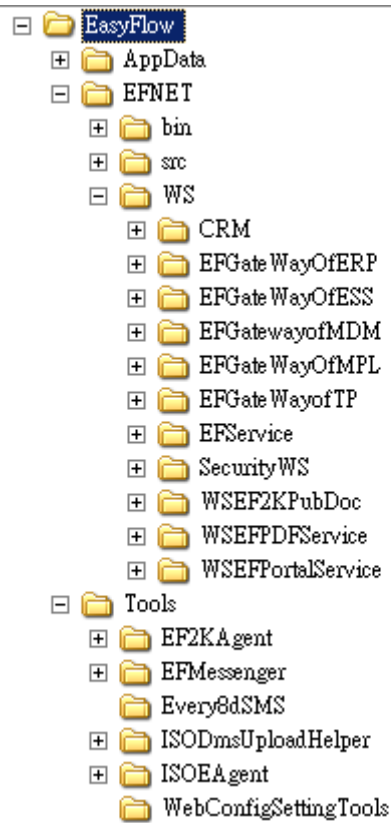 EasyFlow
AppData
EFNET
bin
src
WS
CRM
EFGateWayOfERP
EFGateWayOfESS
EFGatewayofMDM
EFGateWayOfMPL
EFGateWayofTP
EFService
SecurityWS
WSEF2KPubDoc
WSEFPDFService
WSEFPortalService
Tools
EF2KAgent
EFMessenger
Every8dSMS
ISODmsUploadHelper
ISOEAgent
WebConfigSettingTools